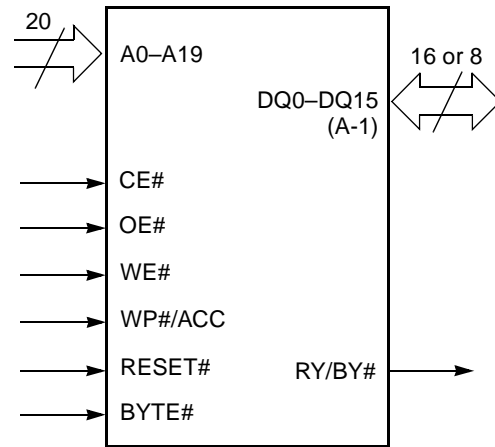 20
A0–A19
16 or 8
DQ0–DQ15
(A-1)
CE#
OE#
WE#
WP#/ACC
RESET#
RY/BY#
BYTE#